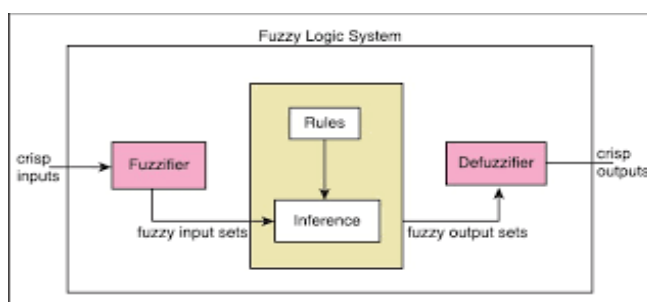 Fuzzy Logic System
Rules
crisp
inputs
Fuzzifier
Defuzzifier
crisp
outputs
Inference
fuzzy input sets
fuzzy output sets